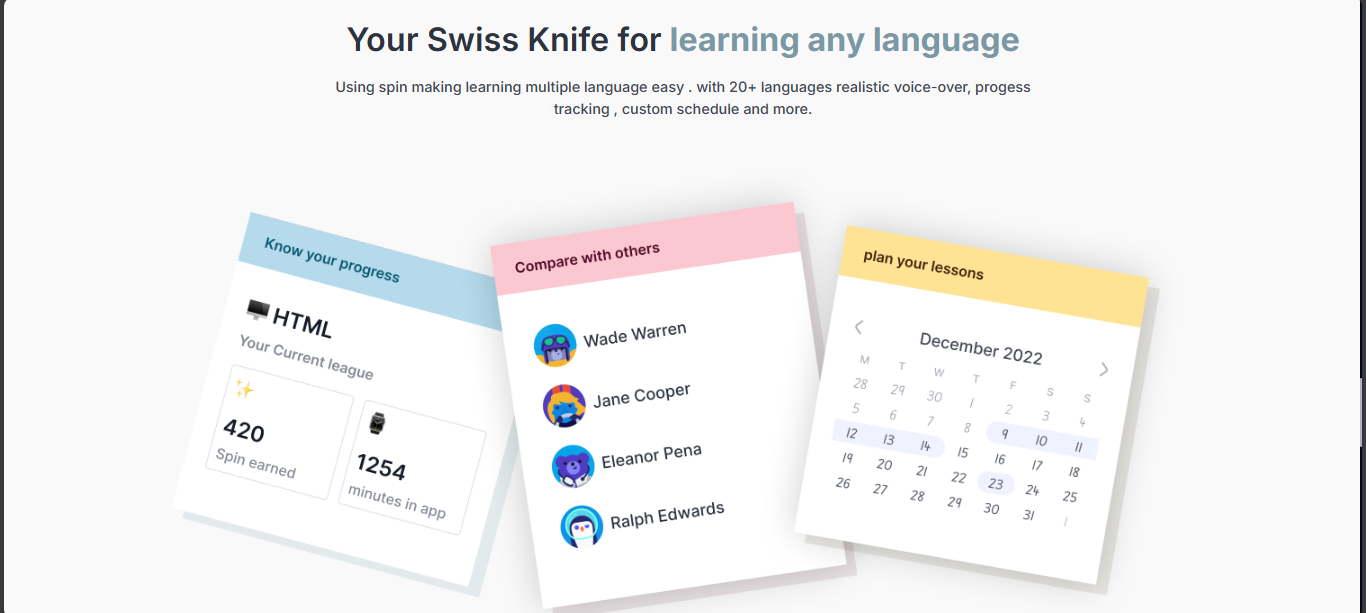 Your Swiss Knife for learning any language
Using spin making learning multiple language easy . with 20+ languages realistic voice-over, progess
tracking , custom schedule and more.
Know your progress
HTML
Your Current league
420
Spin earned
1254
minutes in app
Compare with others
Wade Warren
Jane Cooper
Eleanor Pena
Ralph Edwards
plan your lessons
December 2022
M T W T F S S
28 29 30 1 2 3 4
5 6 7 8 9 10 11
12 13 14 15 16 17 18
19 20 21 22 23 24 25
26 27 28 29 30 31 1